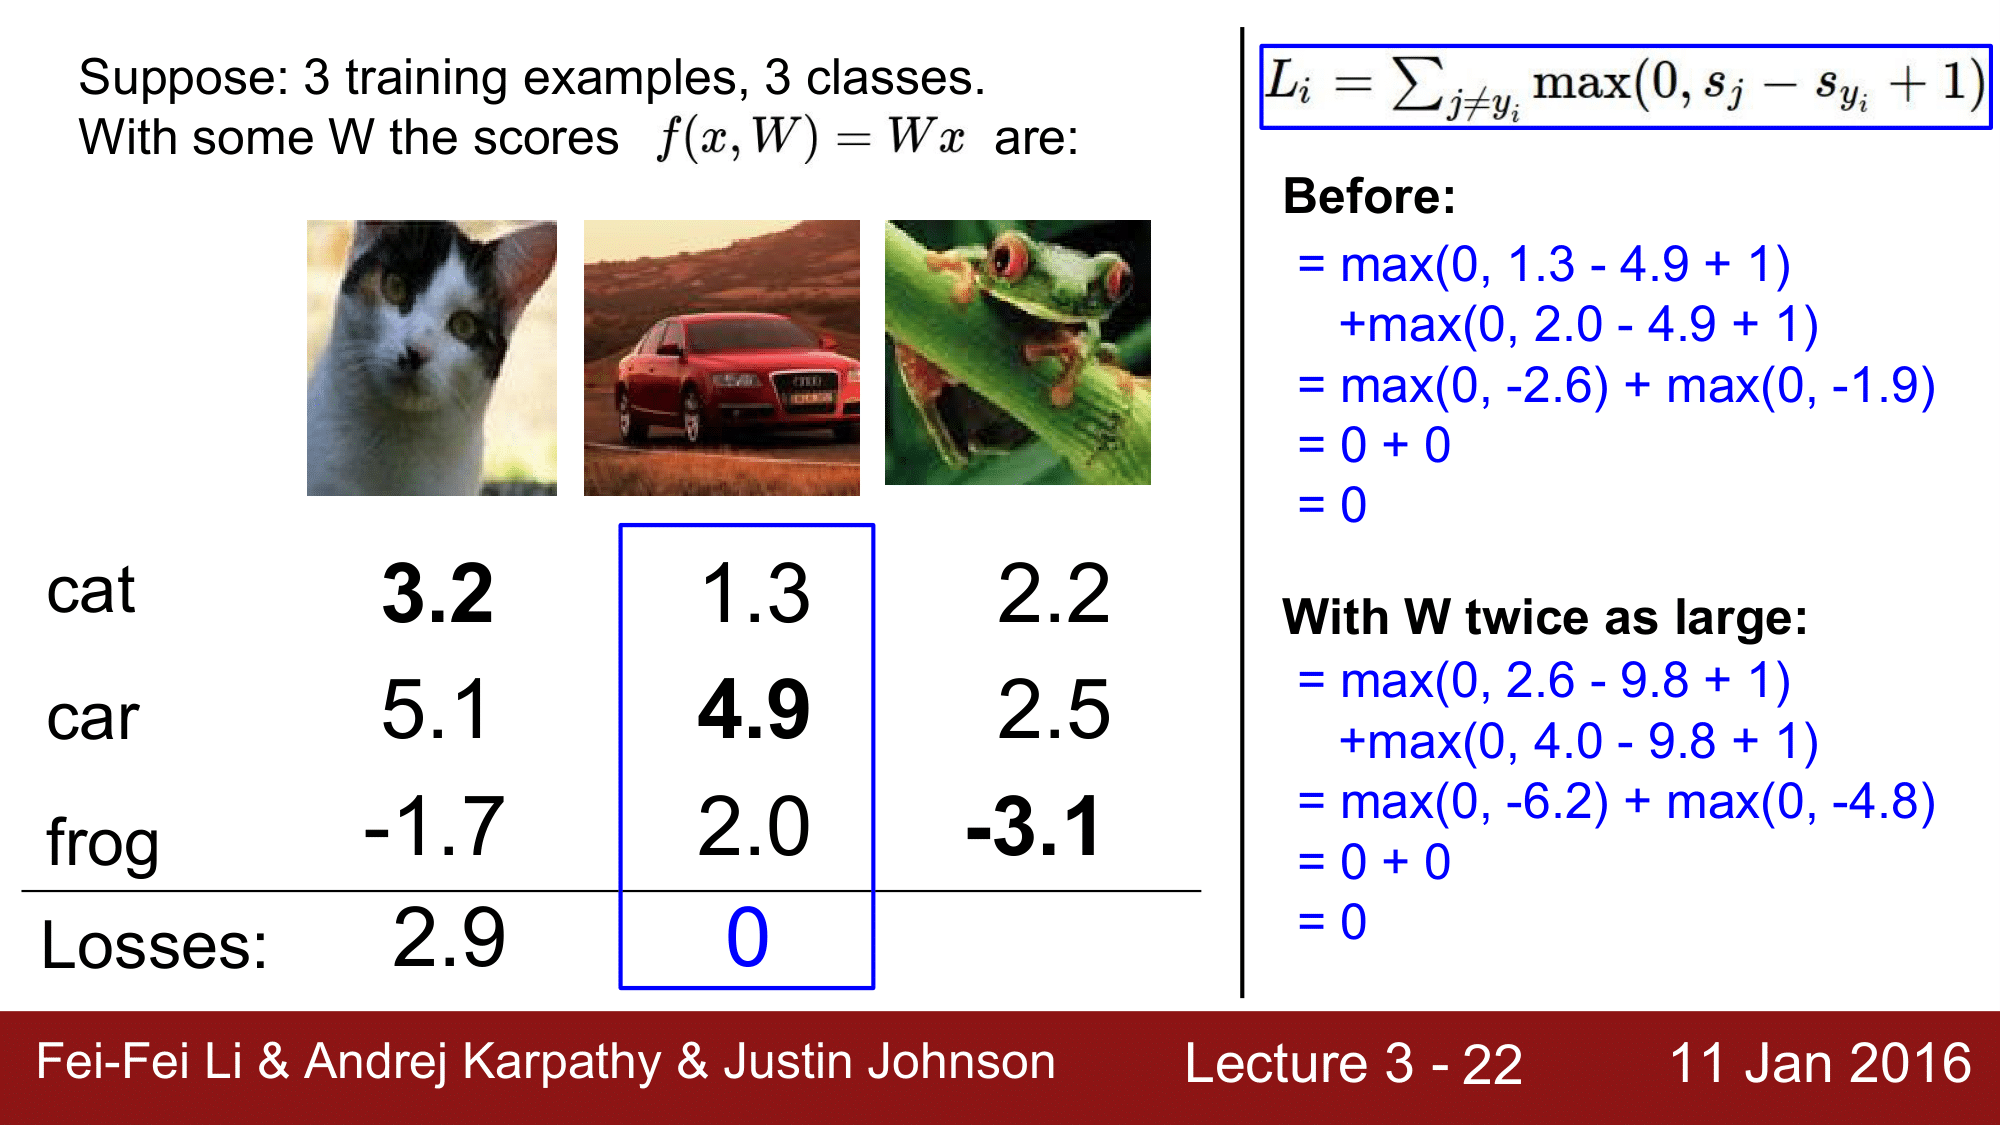 Suppose: 3 training examples, 3 classes.
With some W the scores f(x, W) = Wx are:
cat 3.2 1.3 2.2
car 5.1 4.9 2.5
frog -1.7 2.0 -3.1
Losses: 2.9 0
L_i = ∑_{j≠y_i} max(0, s_j − s_{y_i} + 1)
Before:
= max(0, 1.3 - 4.9 + 1)
+max(0, 2.0 - 4.9 + 1)
= max(0, -2.6) + max(0, -1.9)
= 0 + 0
= 0
With W twice as large:
= max(0, 2.6 - 9.8 + 1)
+max(0, 4.0 - 9.8 + 1)
= max(0, -6.2) + max(0, -4.8)
= 0 + 0
= 0
Fei-Fei Li & Andrej Karpathy & Justin Johnson Lecture 3 - 22 11 Jan 2016